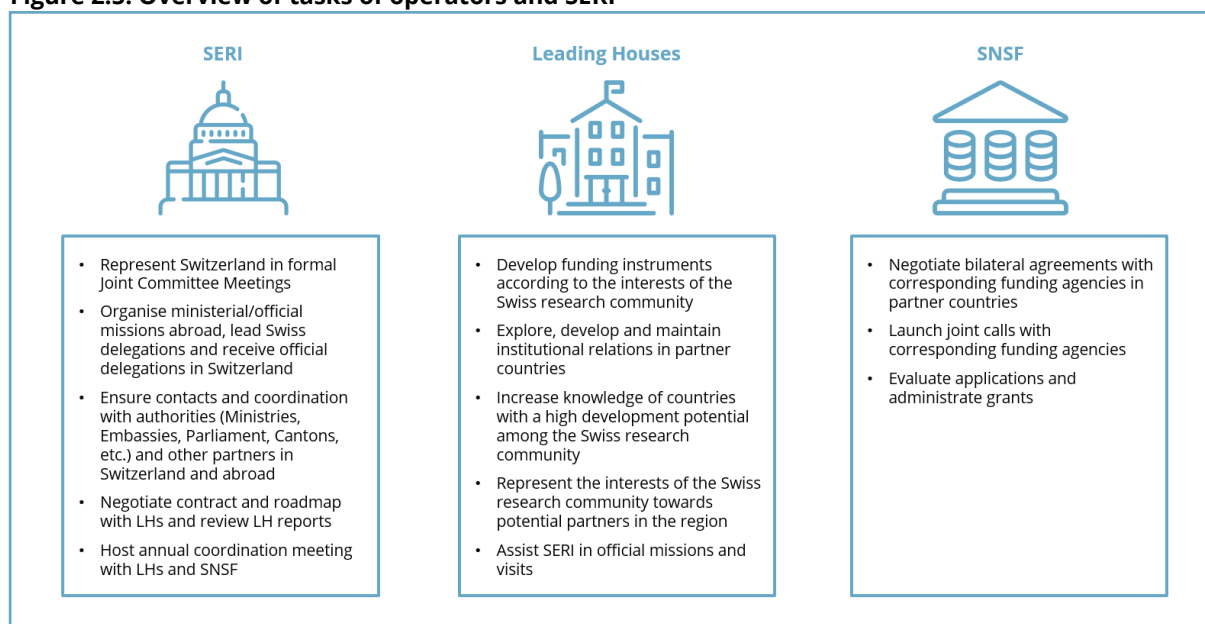 Figure 2.3: Overview of tasks of operators and SERI
SERI
Leading Houses
SNSF
• Represent Switzerland in formal
Joint Committee Meetings
• Organise ministerial/official
missions abroad, lead Swiss
delegations and receive official
delegations in Switzerland
• Ensure contacts and coordination
with authorities (Ministries,
Embassies, Parliament, Cantons,
etc.) and other partners in
Switzerland and abroad
• Negotiate contract and roadmap
with LHs and review LH reports
• Host annual coordination meeting
with LHs and SNSF
• Develop funding instruments
according to the interests of the
Swiss research community
• Explore, develop and maintain
institutional relations in partner
countries
• Increase knowledge of countries
with a high development potential
among the Swiss research
community
• Represent the interests of the Swiss
research community towards
potential partners in the region
• Assist SERI in official missions and
visits
• Negotiate bilateral agreements with
corresponding funding agencies in
partner countries
• Launch joint calls with
corresponding funding agencies
• Evaluate applications and
administrate grants